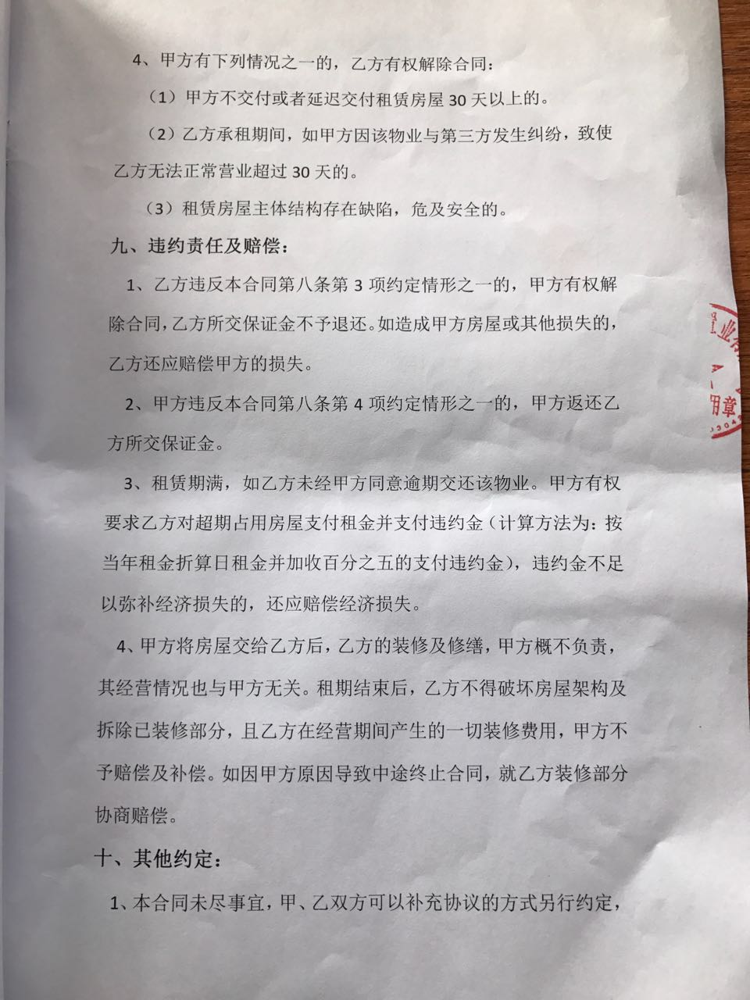 4、甲方有下列情况之一的，乙方有权解除合同：
（1）甲方不交付或者延迟交付租赁房屋 30 天以上的。
（2）乙方承租期间，如甲方因该物业与第三方发生纠纷，致使
乙方无法正常营业超过 30 天的。
（3）租赁房屋主体结构存在缺陷，危及安全的。
九、违约责任及赔偿：
1、乙方违反本合同第八条第 3 项约定情形之一的，甲方有权解
除合同，乙方所交保证金不予退还。如造成甲方房屋或其他损失的，
乙方还应赔偿甲方的损失。
2、甲方违反本合同第八条第 4 项约定情形之一的，甲方返还乙
方所交保证金。
3、租赁期满，如乙方未经甲方同意逾期交还该物业。甲方有权
要求乙方对超期占用房屋支付租金并支付违约金（计算方法为：按
当年租金折算日租金并加收百分之五的支付违约金），违约金不足
以弥补经济损失的，还应赔偿经济损失。
4、甲方将房屋交给乙方后，乙方的装修及修缮，甲方概不负责，
其经营情况也与甲方无关。租期结束后，乙方不得破坏房屋架构及
拆除已装修部分，且乙方在经营期间产生的一切装修费用，甲方不
予赔偿及补偿。如因甲方原因导致中途终止合同，就乙方装修部分
协商赔偿。
十、其他约定：
1、本合同未尽事宜，甲、乙双方可以补充协议的方式另行约定，
业有
用章